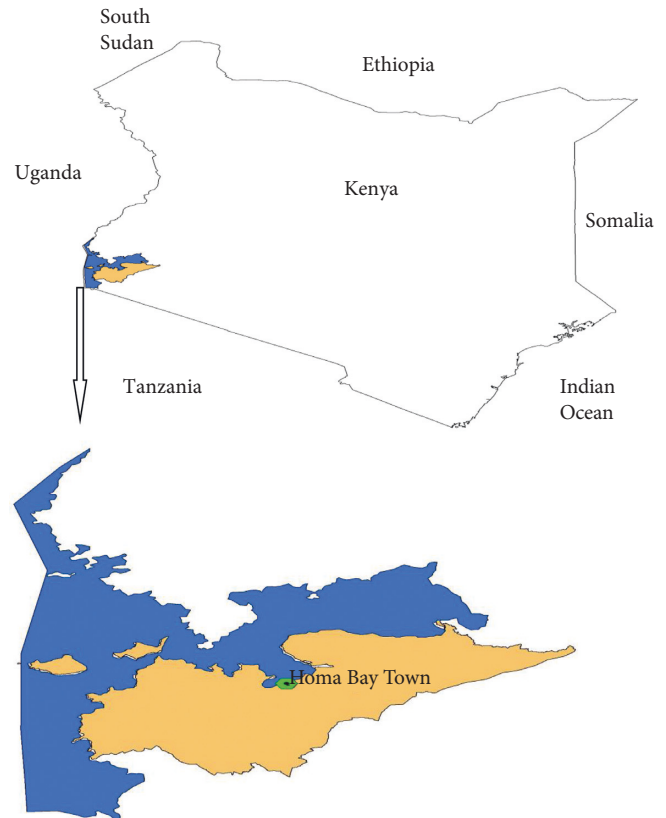 South
Sudan
Ethiopia
Uganda
Kenya
Somalia
Tanzania
Indian
Ocean
Homa Bay Town